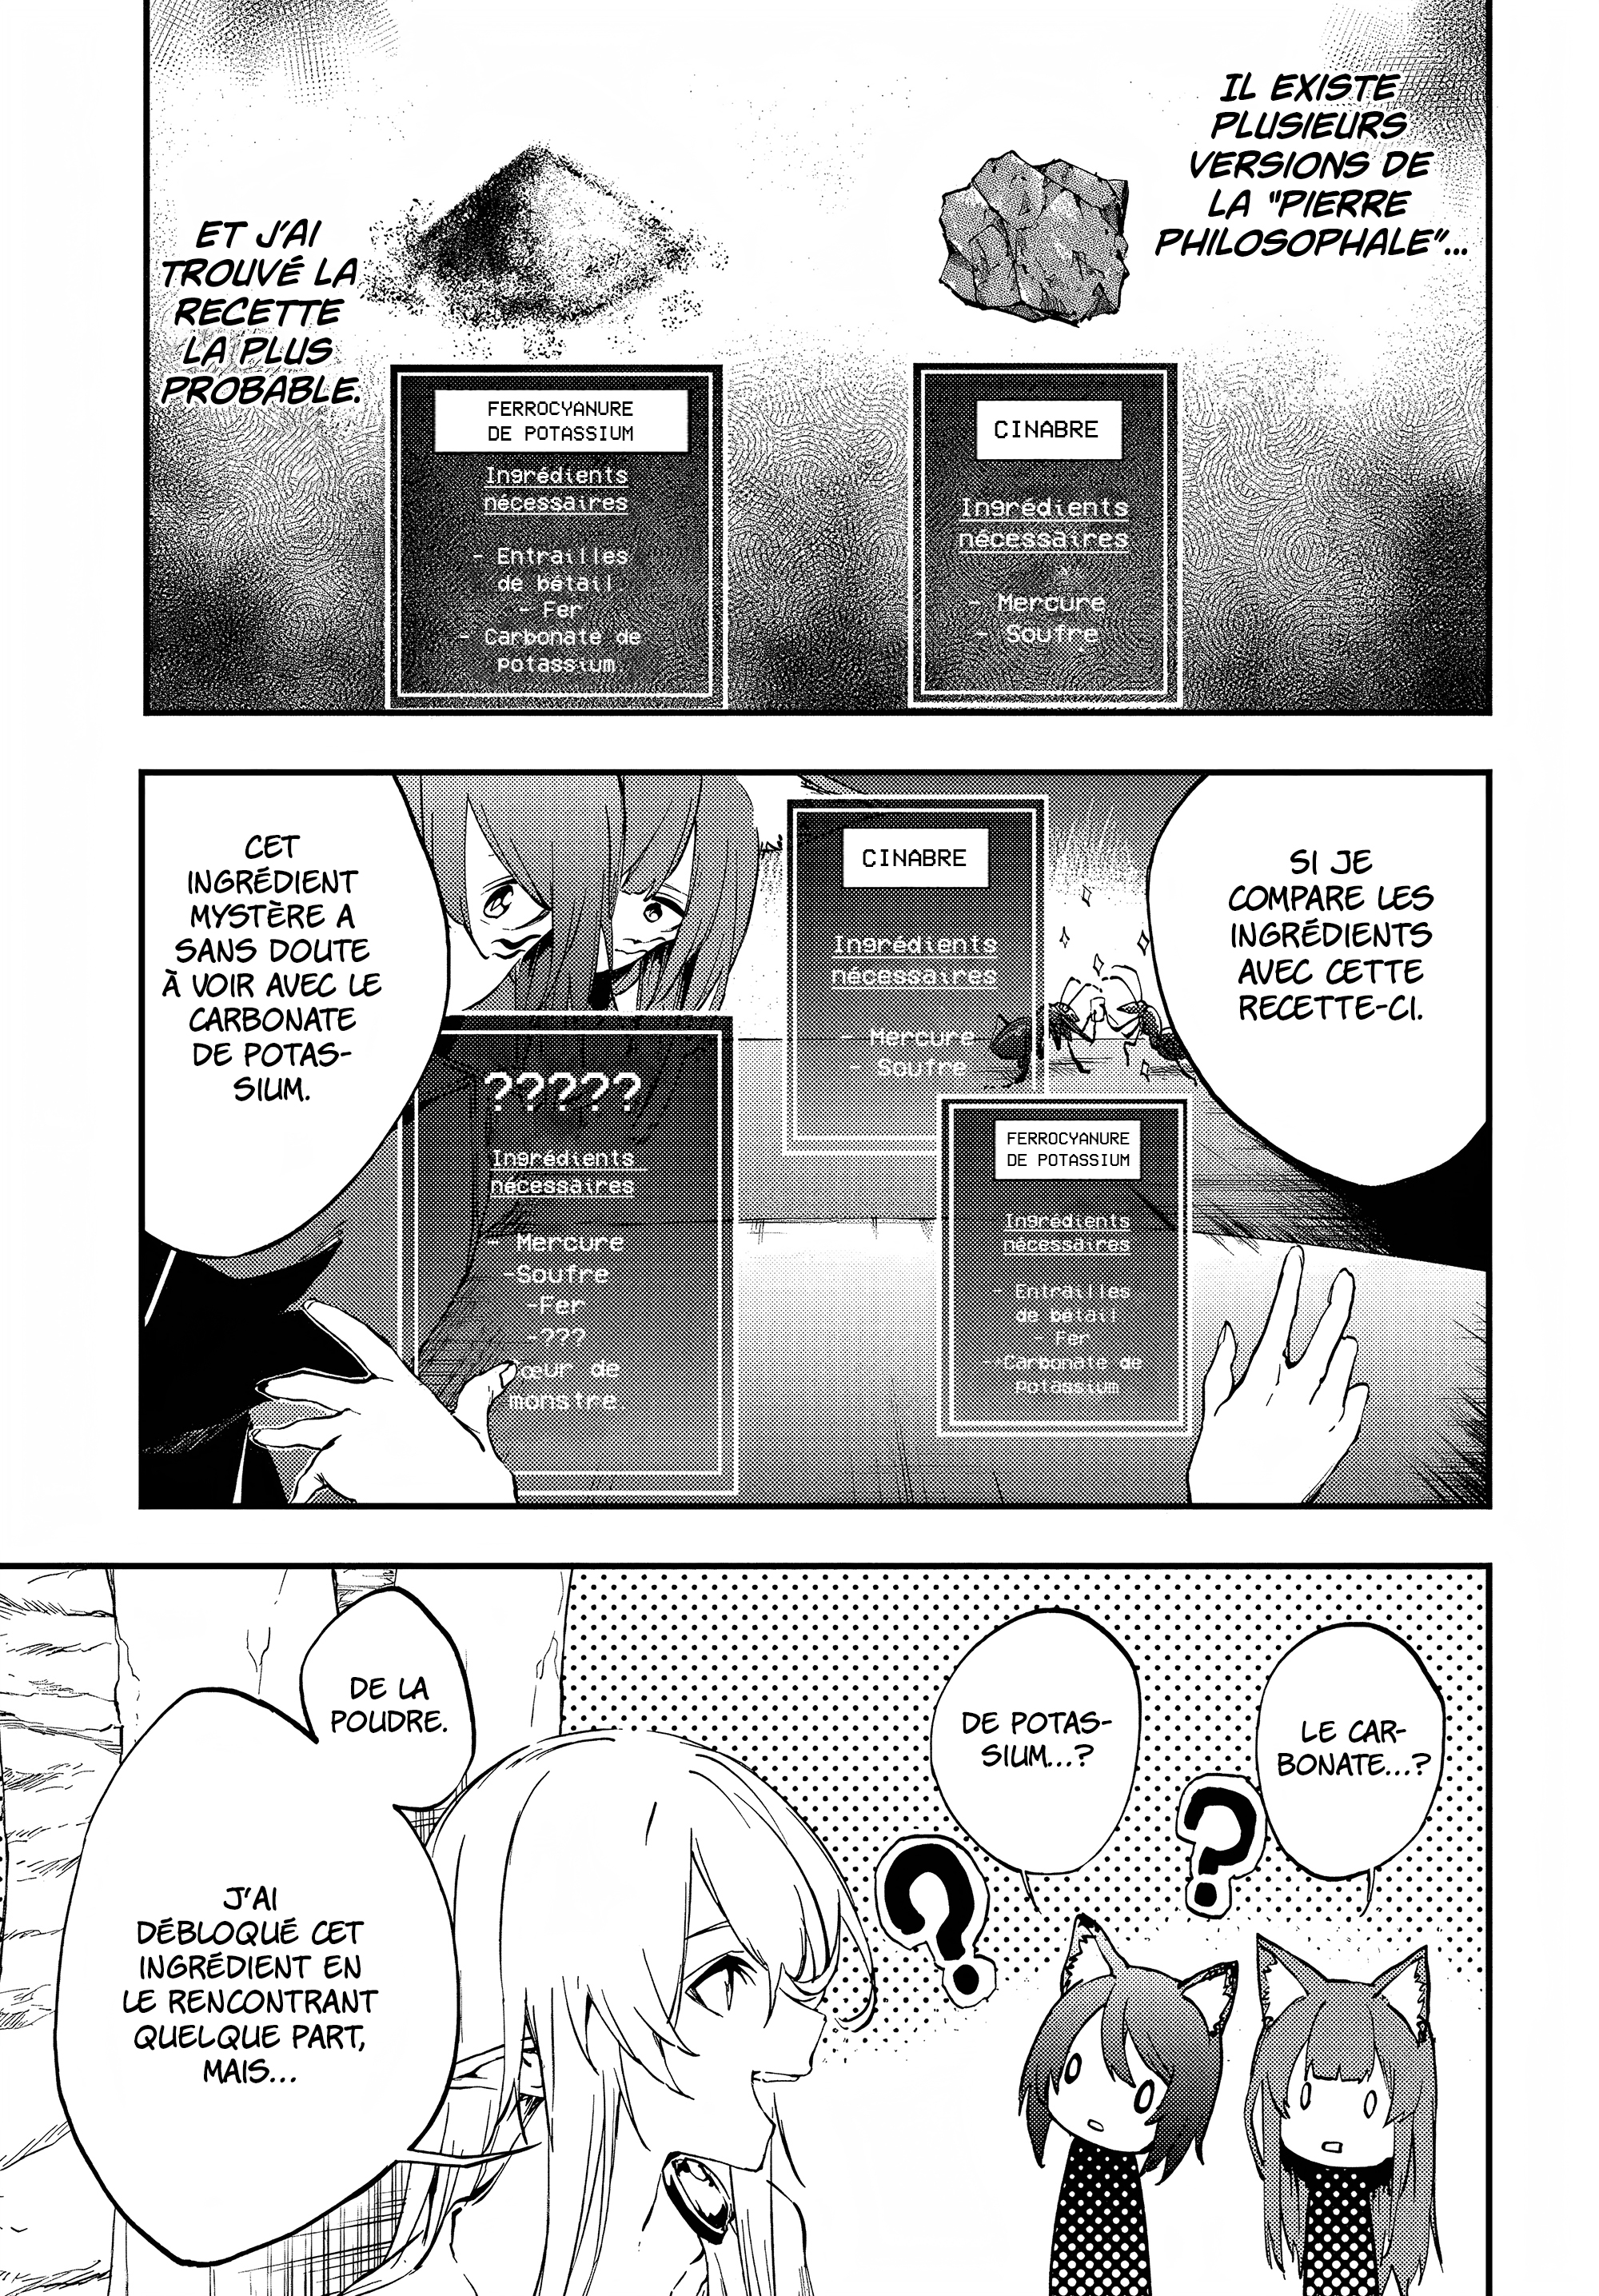 IL EXISTE
PLUSIEURS
VERSIONS DE
LA "PIERRE
PHILOSOPHALE"...
ET J'AI
TROUVÉ LA
RECETTE
LA PLUS
PROBABLE.
CINABRE
Ingrédients
nécessaires
- Mercure
- Soufre
FERROCYANURE
DE POTASSIUM
Ingrédients
nécessaires
- Entrailles
de bétail
- Fer
- Carbonate de
potassium.
SI JE
COMPARE LES
INGRÉDIENTS
AVEC CETTE
RECETTE-CI.
CINABRE
Ingrédients
nécessaires
- Mercure
- Soufre
FERROCYANURE
DE POTASSIUM
Ingrédients
nécessaires
Entrailles
de bétail
- Fer
- Carbonate de
potassium
?????
Ingrédients
nécessaires
- Mercure
-Soufre
-Fer
-???
cœur de
monstre.
CET
INGRÉDIENT
MYSTÈRE A
SANS DOUTE
À VOIR AVEC LE
CARBONATE
DE POTAS-
SIUM.
LE CAR-
BONATE...?
DE POTAS-
SIUM...?
DE LA
POUDRE.
J'AI
DÉBLOQUÉ CET
INGRÉDIENT EN
LE RENCONTRANT
QUELQUE PART,
MAIS...